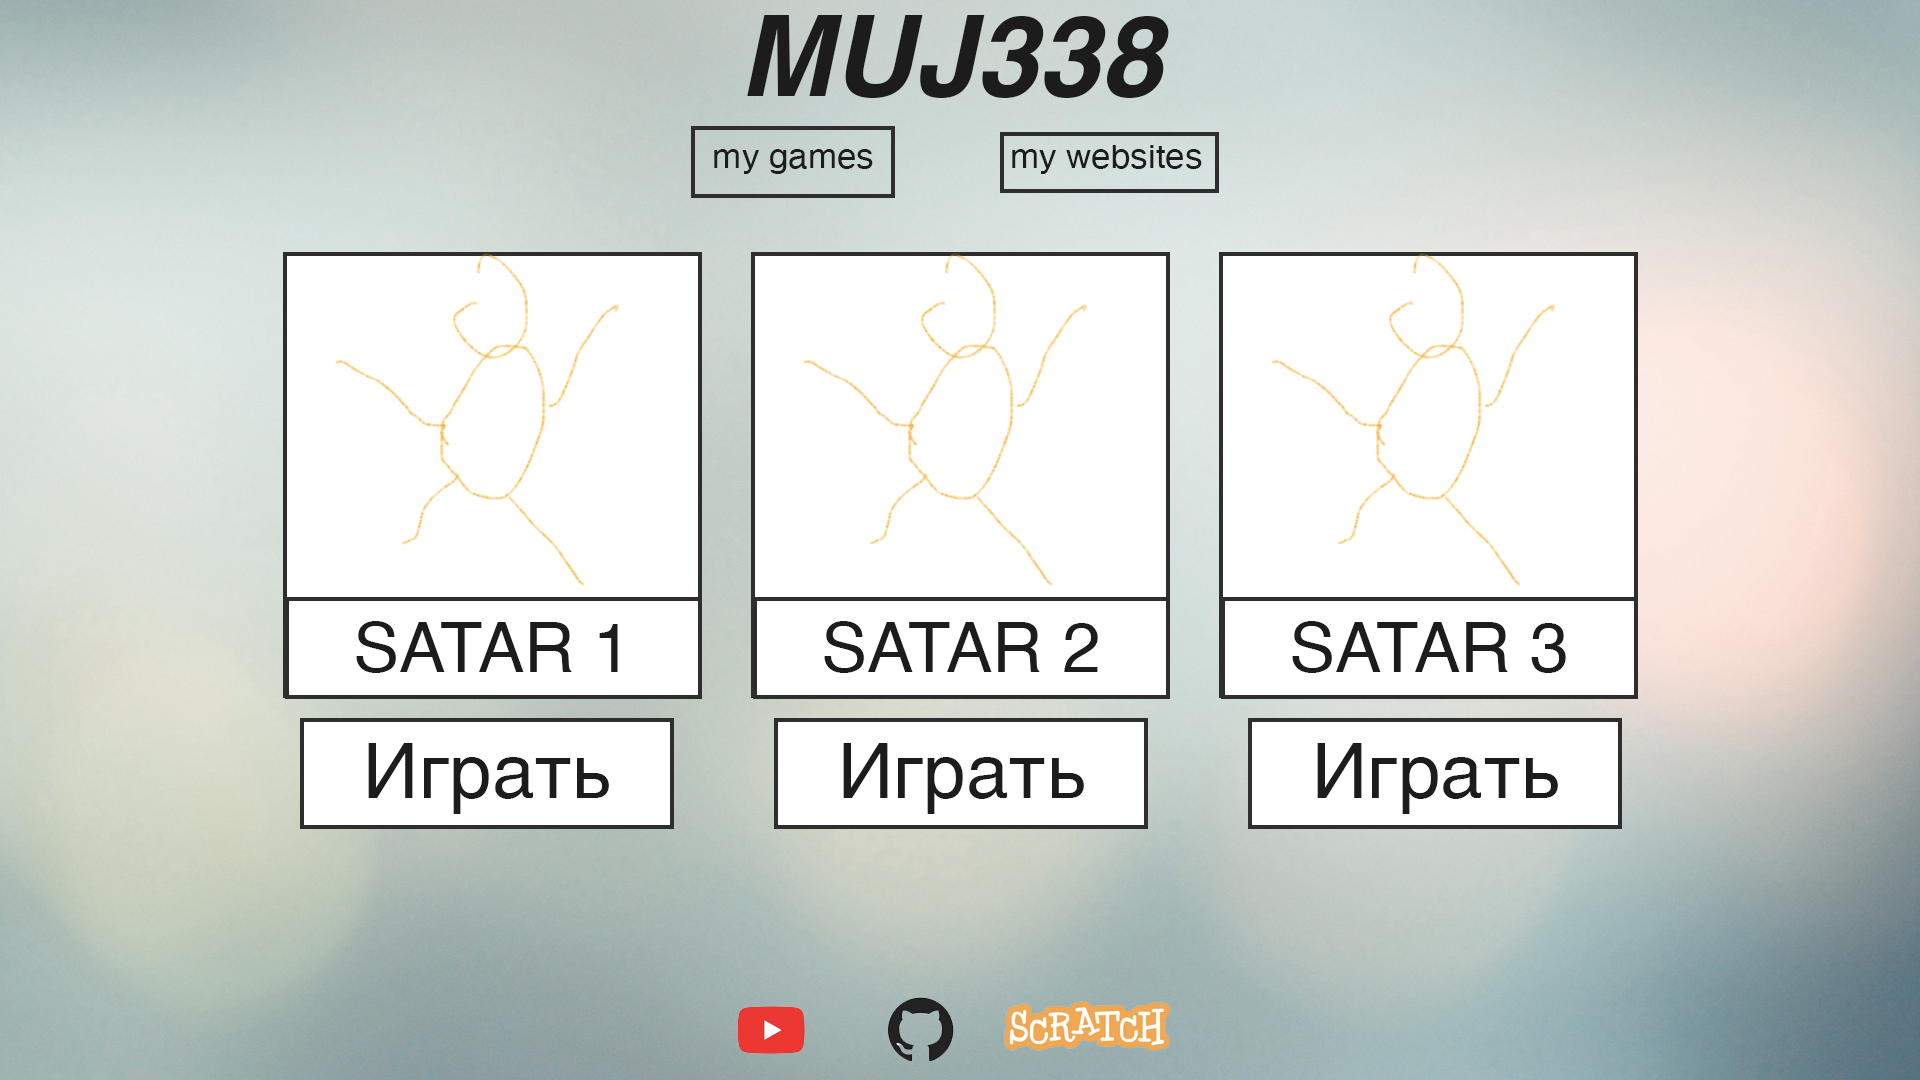 MUJ338
my games
my websites
SATAR 1
SATAR 2
SATAR 3
Играть
Играть
Играть
SCRATCH